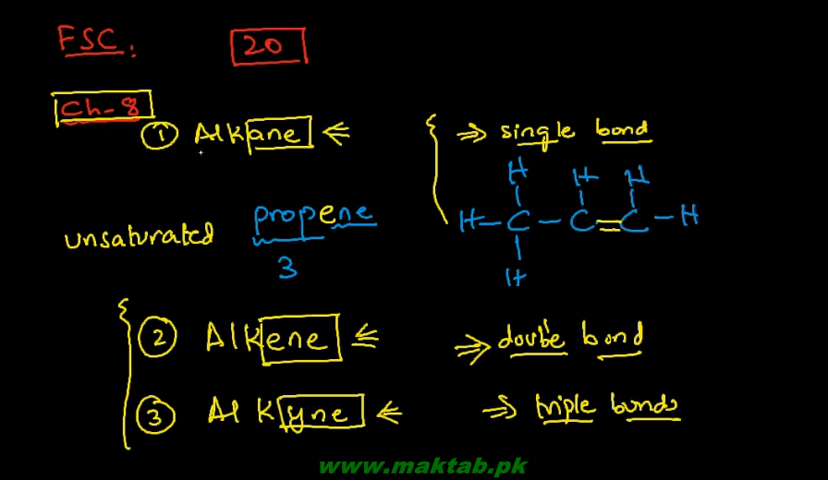 FSC. 20
Ch-8
① Alkane ⇐ ⇒ single bond
H H H
unsaturated propene H-C-C=C-H
3 H
② Alkene ⇐ ⇒ double bond
③ Alkyne ⇐ ⇒ triple bonds
www.maktab.pk